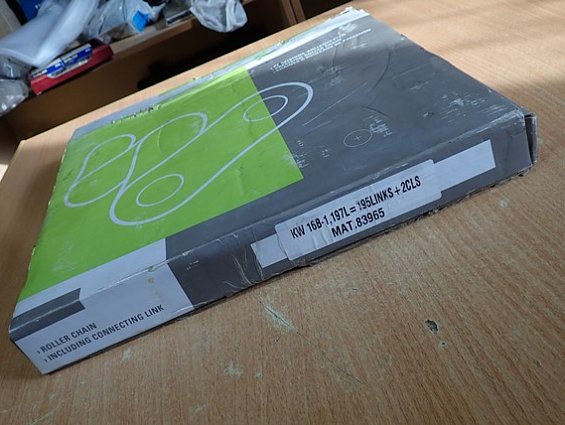 KW 16B-1,197L= 195LINKS + 2CLS
MAT.83965
› ROLLER CHAIN
› INCLUDING CONNECTING LINK